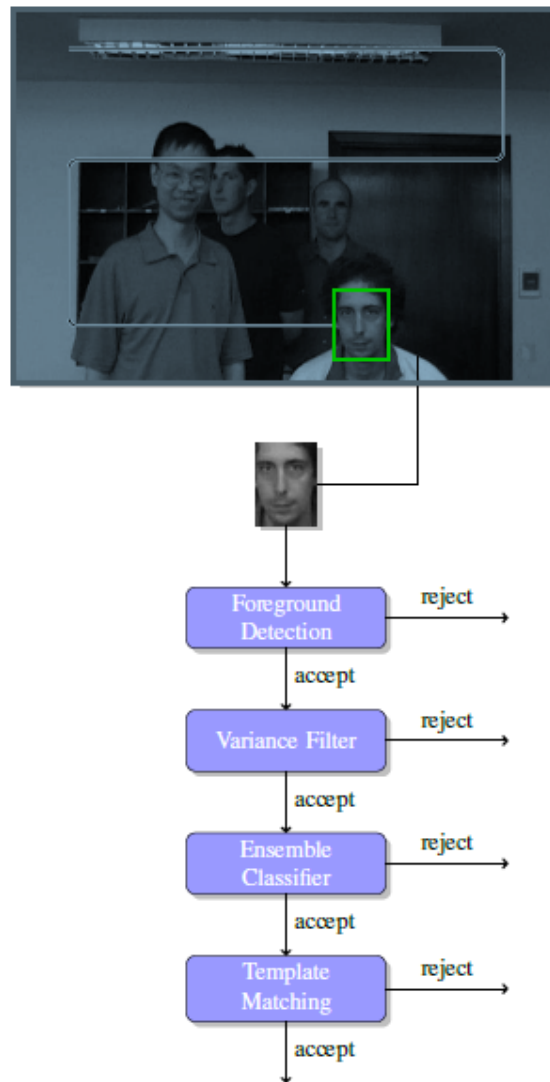 Foreground
Detection
reject
accept
Variance Filter
reject
accept
Ensemble
Classifier
reject
accept
Template
Matching
reject
accept